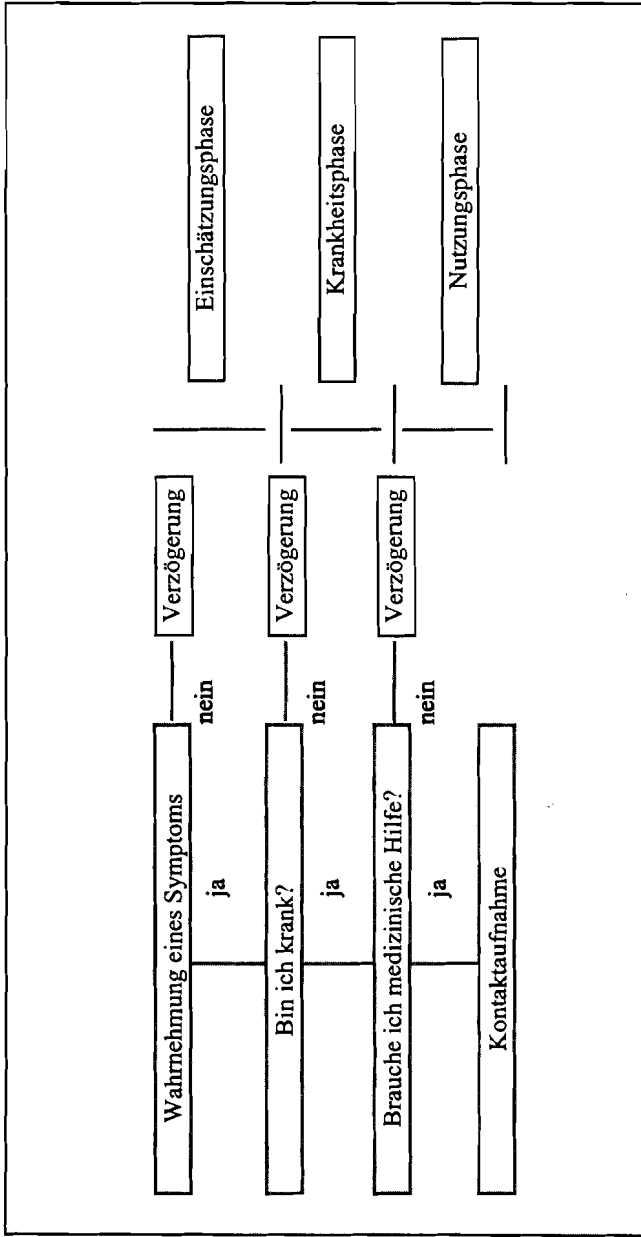 Wahrnehmung eines Symptoms
nein
Verzögerung
Einschätzungsphase
ja
Bin ich krank?
nein
Verzögerung
Krankheitsphase
ja
Brauche ich medizinische Hilfe?
nein
Verzögerung
Nutzungsphase
ja
Kontaktaufnahme